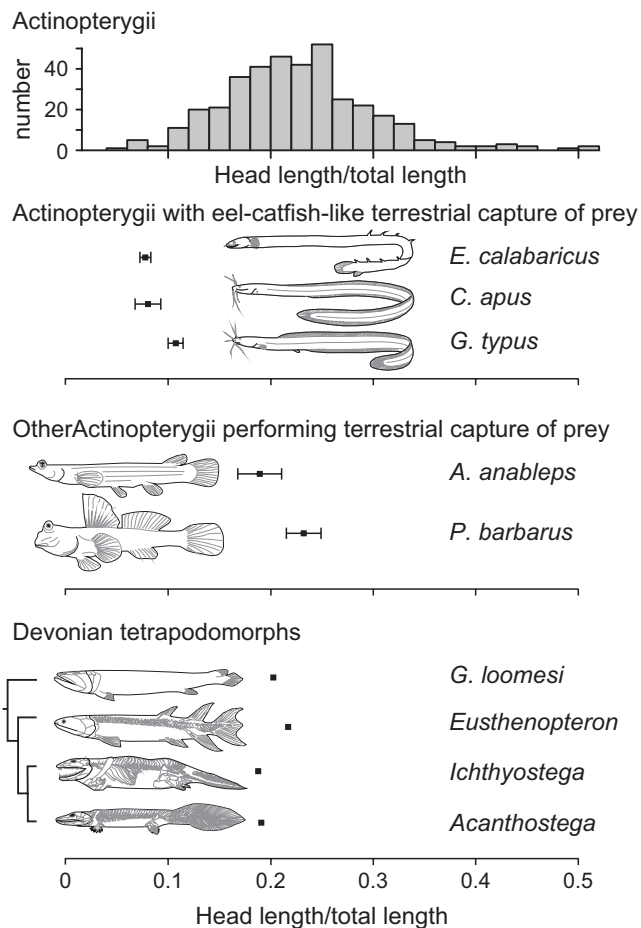 Actinopterygii
number
40
20
0
Head length/total length
Actinopterygii with eel-catfish-like terrestrial capture of prey
E. calabaricus
C. apus
G. typus
OtherActinopterygii performing terrestrial capture of prey
A. anableps
P. barbarus
Devonian tetrapodomorphs
G. loomesi
Eusthenopteron
Ichthyostega
Acanthostega
0 0.1 0.2 0.3 0.4 0.5
Head length/total length